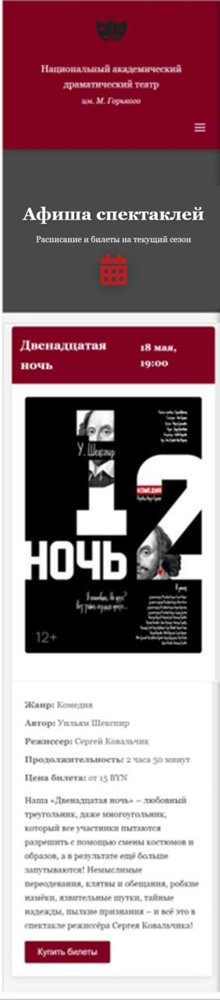 Национальный академический
драматический театр
им. М. Горького
Афиша спектаклей
Расписание и билеты на текущий сезон
Двенадцатая
ночь
18 мая,
19:00
У. Шекспир
12
КОМЕДИЯ
НОЧЬ
12+
Жанр: Комедия
Автор: Уильям Шекспир
Режиссер: Сергей Ковальчик
Продолжительность: 2 часа 50 минут
Цена билета: от 15 BYN
Наша «Двенадцатая ночь» – любовный
треугольник, даже многоугольник,
который все участники пытаются
разрешить с помощью смены костюмов и
образов, а в результате ещё больше
запутываются! Немыслимые
переодевания, клятвы и обещания, робкие
намёки, язвительные шутки, тайные
надежды, пылкие признания – и всё это в
спектакле режиссёра Сергея Ковальчика!
Купить билеты